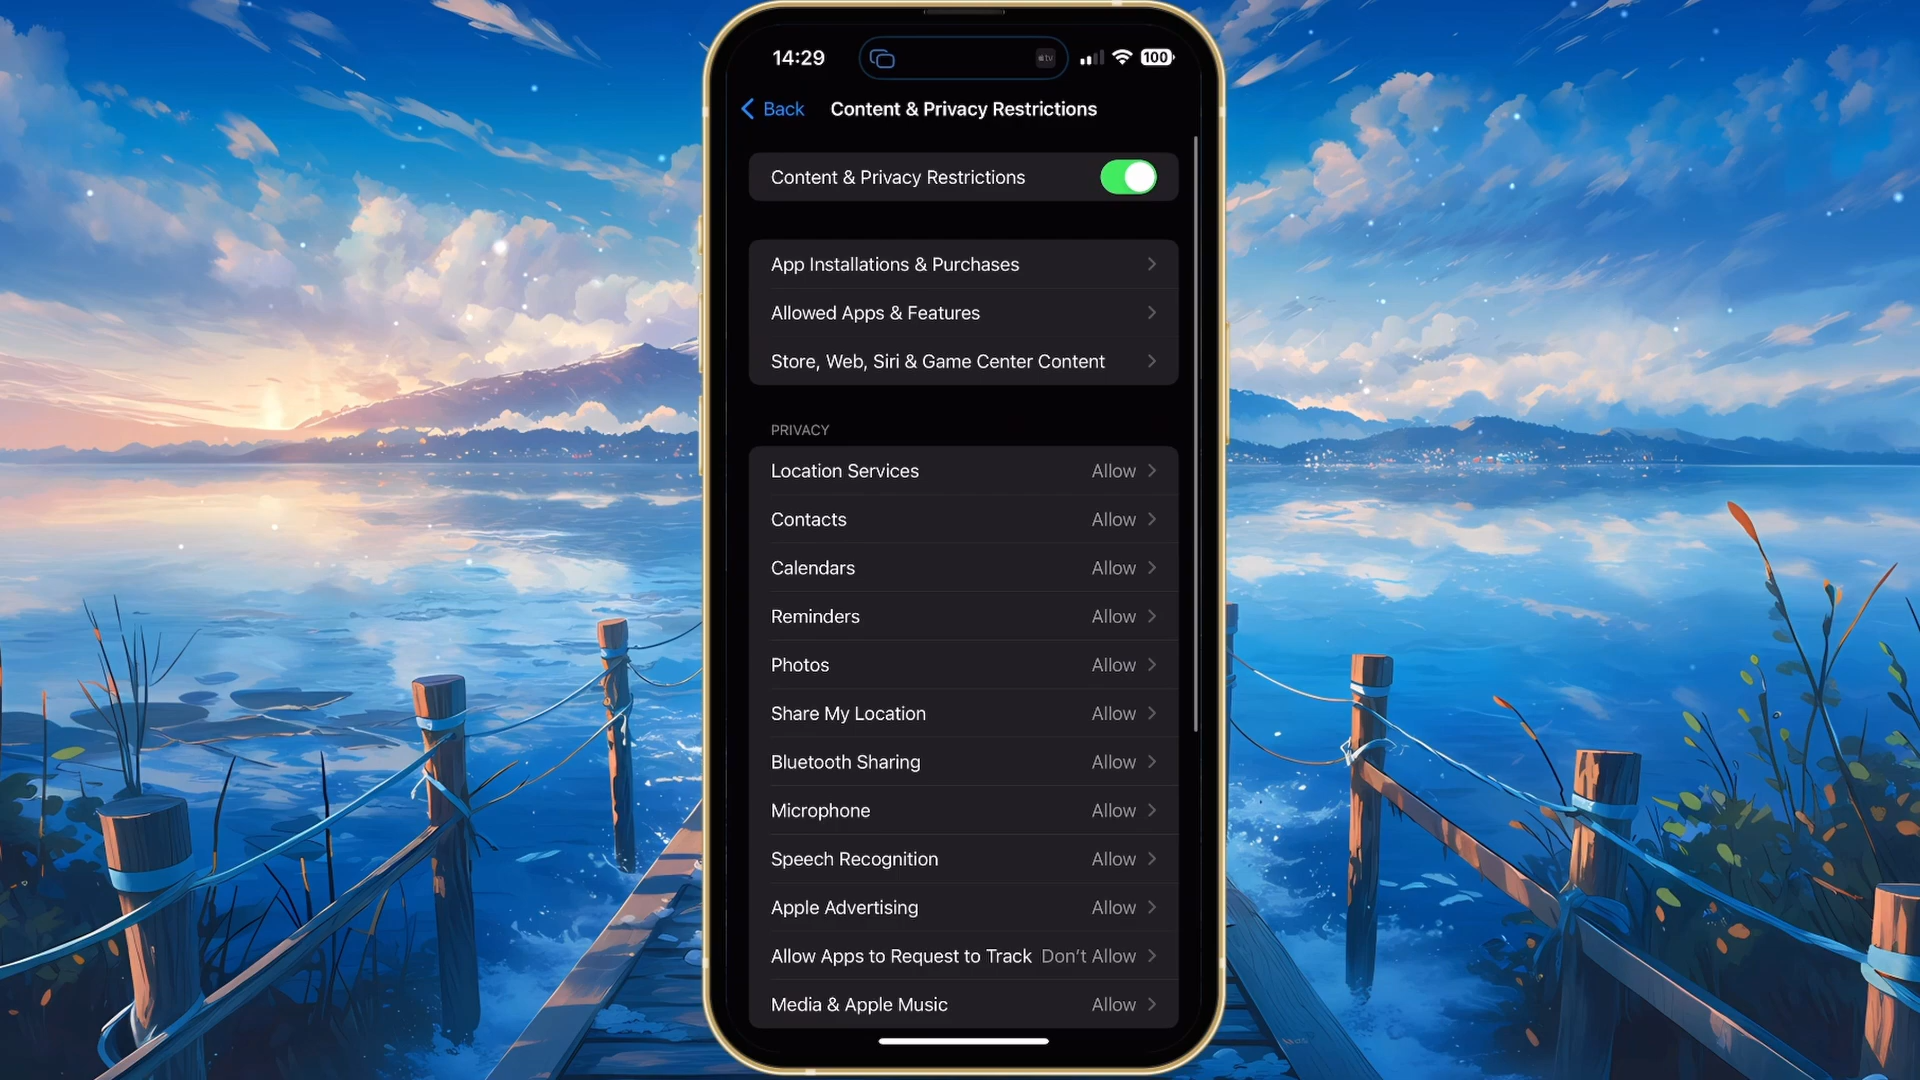 14:29
tv
100
Back Content & Privacy Restrictions
Content & Privacy Restrictions
App Installations & Purchases
Allowed Apps & Features
Store, Web, Siri & Game Center Content
PRIVACY
Location Services Allow
Contacts Allow
Calendars Allow
Reminders Allow
Photos Allow
Share My Location Allow
Bluetooth Sharing Allow
Microphone Allow
Speech Recognition Allow
Apple Advertising Allow
Allow Apps to Request to Track Don’t Allow
Media & Apple Music Allow